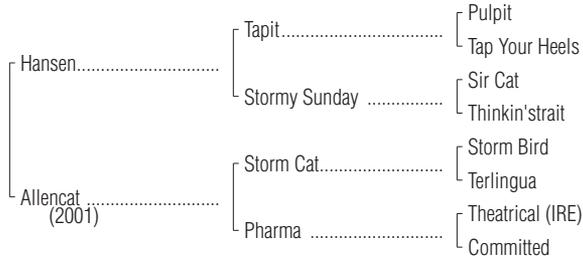 Pulpit
Tapit
Tap Your Heels
Hansen
Sir Cat
Stormy Sunday
Thinkin'strait
Storm Bird
Storm Cat
Terlingua
Allencat
(2001)
Theatrical (IRE)
Pharma
Committed